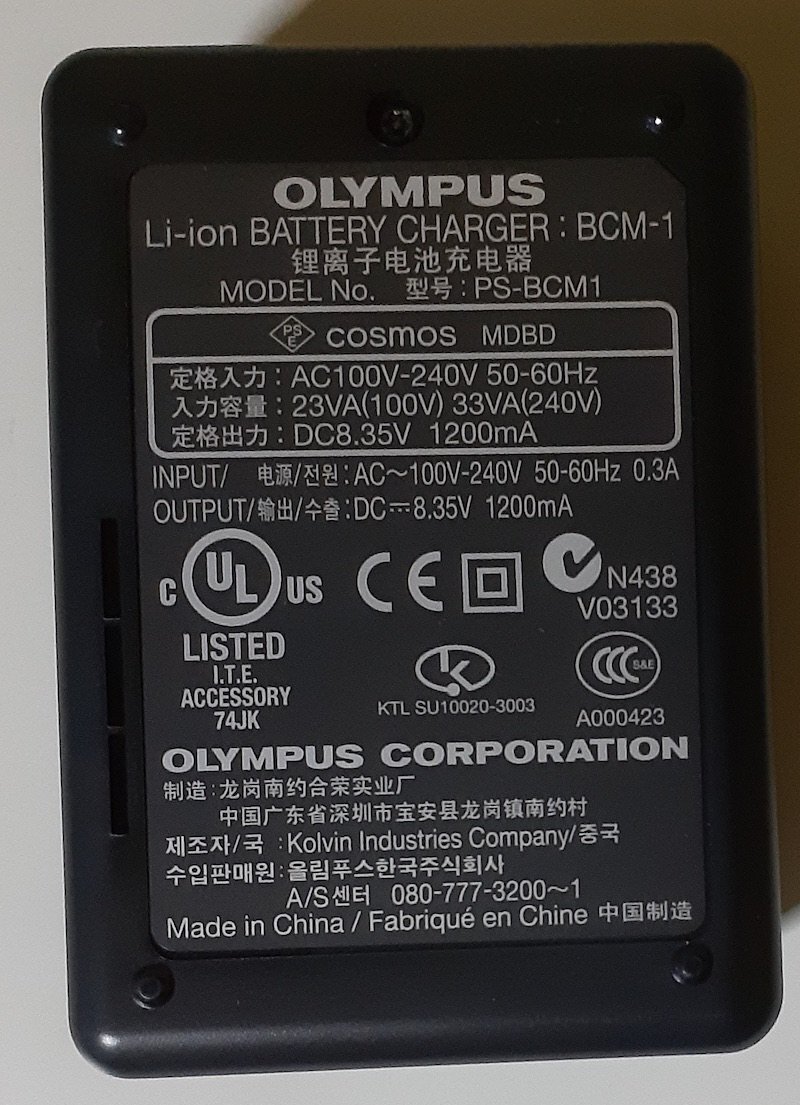 OLYMPUS
Li-ion BATTERY CHARGER : BCM-1
锂离子电池充电器
MODEL No. 型号 : PS-BCM1
PSE COSMOS MDBD
定格入力 : AC100V-240V 50-60Hz
入力容量 : 23VA(100V) 33VA(240V)
定格出力 : DC8.35V 1200mA
INPUT/ 电源/전원 : AC～100V-240V 50-60Hz 0.3A
OUTPUT/输出/수출 : DC⎓8.35V 1200mA
C UL US CE N438
V03133
LISTED
I.T.E.
ACCESSORY
74JK
K
KTL SU10020-3003
CCC S&E
A000423
OLYMPUS CORPORATION
制造 : 龙岗南约合荣实业厂
中国广东省深圳市宝安县龙岗镇南约村
제조자/국 : Kolvin Industries Company/중국
수입판매원 : 올림푸스한국주식회사
A/S센터 080-777-3200～1
Made in China / Fabriqué en Chine 中国制造